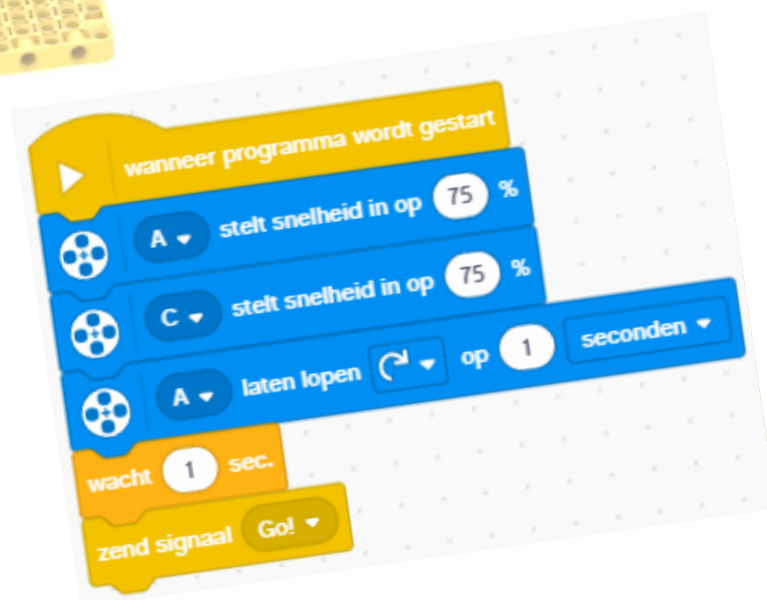 wanneer programma wordt gestart
A stelt snelheid in op 75 %
C stelt snelheid in op 75 %
A laten lopen op 1 seconden
wacht 1 sec.
zend signaal Go!